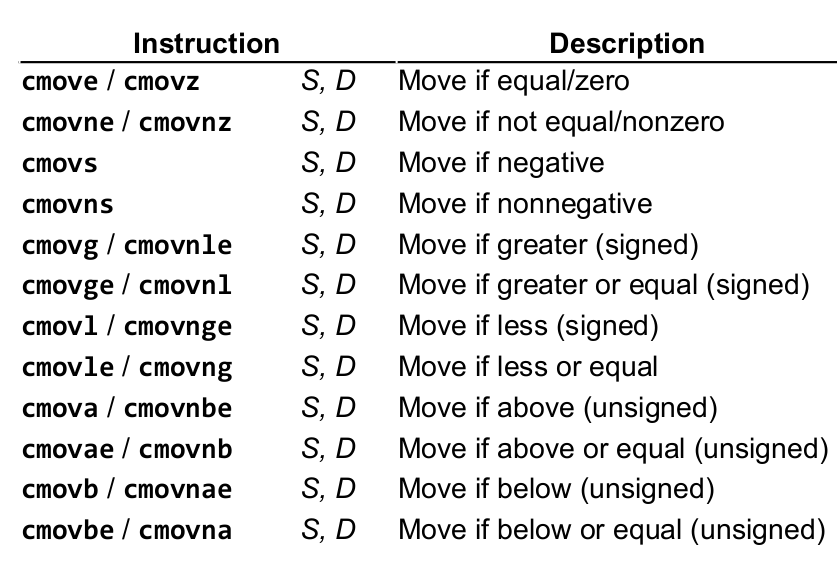 Instruction Description
cmove / cmovz S, D Move if equal/zero
cmovne / cmovnz S, D Move if not equal/nonzero
cmovs S, D Move if negative
cmovns S, D Move if nonnegative
cmovg / cmovnle S, D Move if greater (signed)
cmovge / cmovnl S, D Move if greater or equal (signed)
cmovl / cmovnge S, D Move if less (signed)
cmovle / cmovng S, D Move if less or equal
cmova / cmovnbe S, D Move if above (unsigned)
cmovae / cmovnb S, D Move if above or equal (unsigned)
cmovb / cmovnae S, D Move if below (unsigned)
cmovbe / cmovna S, D Move if below or equal (unsigned)